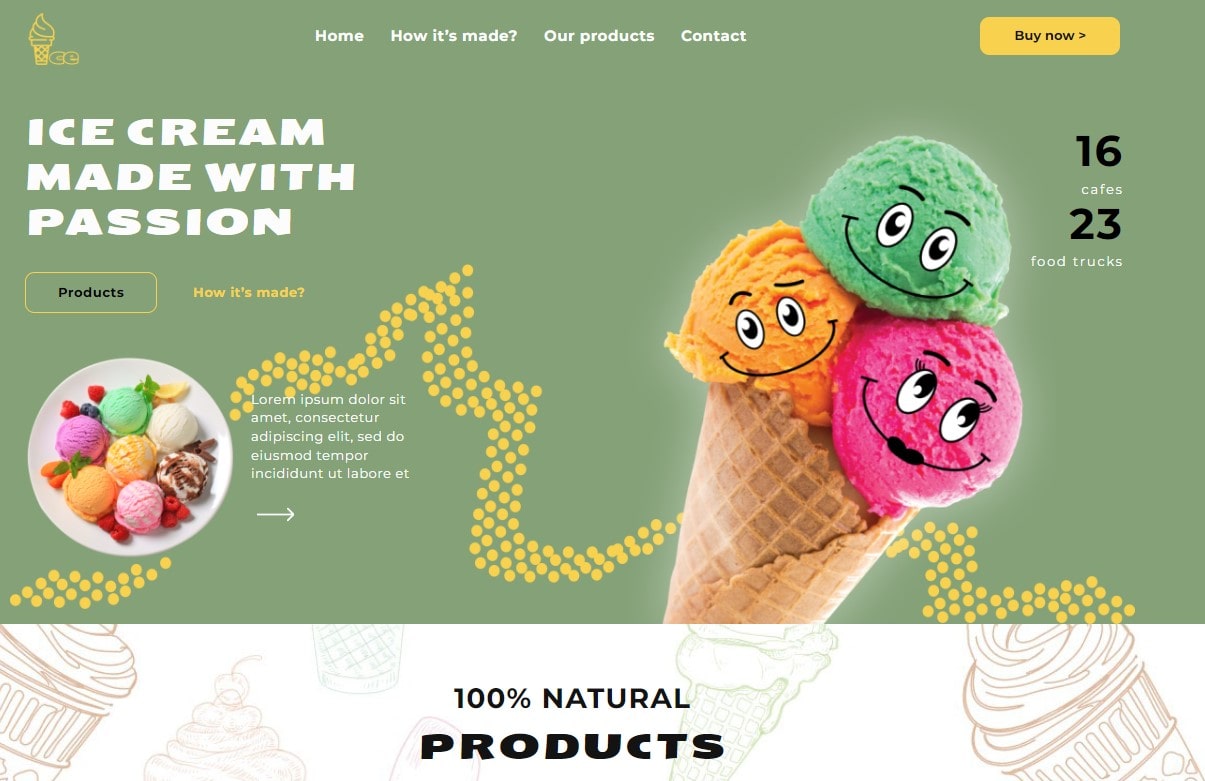 ce
Home
How it's made?
Our products
Contact
Buy now >
ICE CREAM
MADE WITH
PASSION
16
cafes
23
food trucks
Products
How it's made?
Lorem ipsum dolor sit
amet, consectetur
adipiscing elit, sed do
eiusmod tempor
incididunt ut labore et
100% NATURAL
PRODUCTS